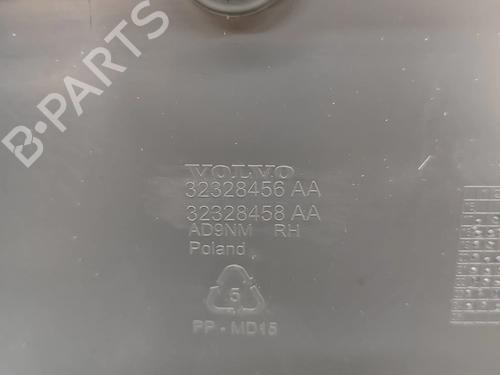 B-PARTS
VOLVO
32328456 AA
32328458 AA
AD9NM RH
Poland
5
PP - MD15